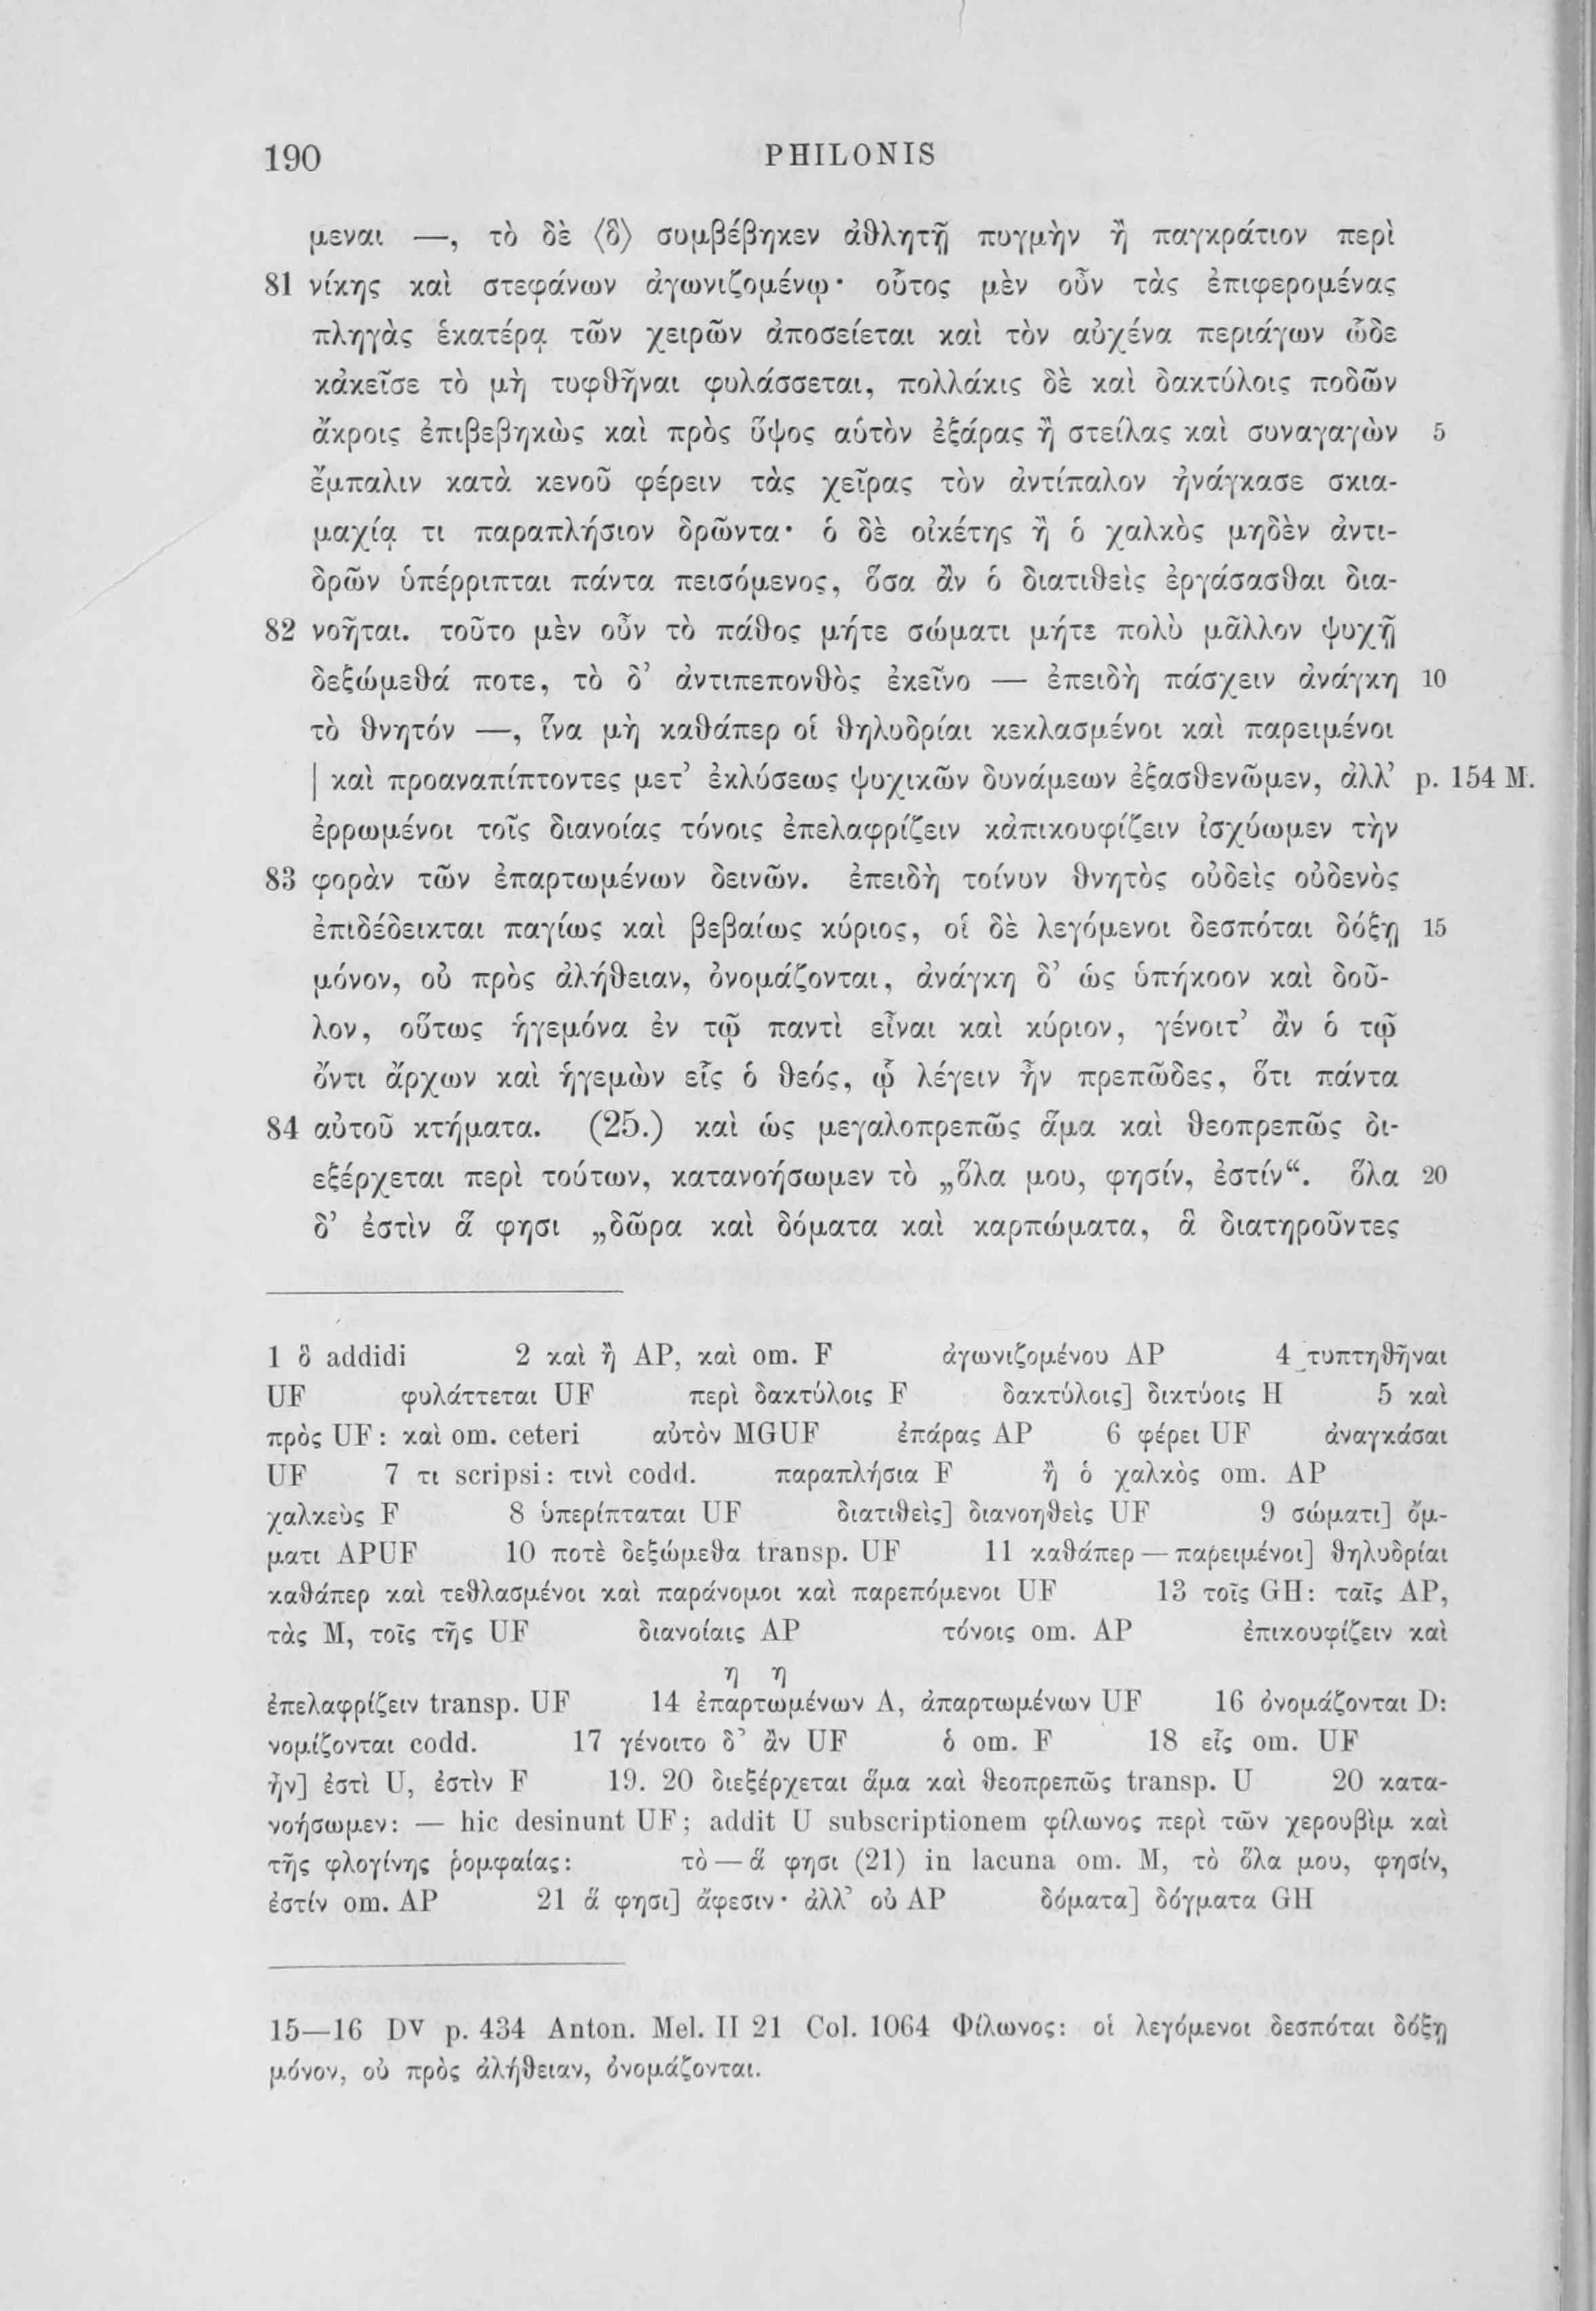 190 PHILONIS
μεναι —, τὸ δὲ ⟨ὃ⟩ συμβέβηκεν ἀθλητῇ πυγμὴν ἢ παγκράτιον περὶ
81 νίκης καὶ στεφάνων ἀγωνιζομένῳ· οὗτος μὲν οὖν τὰς ἐπιφερομένας
πληγὰς ἑκατέρᾳ τῶν χειρῶν ἀποσείεται καὶ τὸν αὐχένα περιάγων ὧδε
κἀκεῖσε τὸ μὴ τυφθῆναι φυλάσσεται, πολλάκις δὲ καὶ δακτύλοις ποδῶν
ἄκροις ἐπιβεβηκὼς καὶ πρὸς ὕψος αὑτὸν ἐξάρας ἢ στείλας καὶ συναγαγὼν 5
ἔμπαλιν κατὰ κενοῦ φέρειν τὰς χεῖρας τὸν ἀντίπαλον ἠνάγκασε σκια-
μαχίᾳ τι παραπλήσιον δρῶντα· ὁ δὲ οἰκέτης ἢ ὁ χαλκὸς μηδὲν ἀντι-
δρῶν ὑπέρριπται πάντα πεισόμενος, ὅσα ἂν ὁ διατιθεὶς ἐργάσασθαι δια-
82 νοῆται. τοῦτο μὲν οὖν τὸ πάθος μήτε σώματι μήτε πολὺ μᾶλλον ψυχῇ
δεξώμεθά ποτε, τὸ δ’ ἀντιπεπονθὸς ἐκεῖνο — ἐπειδὴ πάσχειν ἀνάγκη 10
τὸ θνητόν —, ἵνα μὴ καθάπερ οἱ θηλυδρίαι κεκλασμένοι καὶ παρειμένοι
| καὶ προαναπίπτοντες μετ’ ἐκλύσεως ψυχικῶν δυνάμεων ἐξασθενῶμεν, ἀλλ’ p. 154 M.
ἐρρωμένοι τοῖς διανοίας τόνοις ἐπελαφρίζειν κἀπικουφίζειν ἰσχύωμεν τὴν
83 φορὰν τῶν ἐπαρτωμένων δεινῶν. ἐπειδὴ τοίνυν θνητὸς οὐδεὶς οὐδενὸς
ἐπιδέδεικται παγίως καὶ βεβαίως κύριος, οἱ δὲ λεγόμενοι δεσπόται δόξῃ 15
μόνον, οὐ πρὸς ἀλήθειαν, ὀνομάζονται, ἀνάγκη δ’ ὡς ὑπήκοον καὶ δοῦ-
λον, οὕτως ἡγεμόνα ἐν τῷ παντὶ εἶναι καὶ κύριον, γένοιτ’ ἂν ὁ τῷ
ὄντι ἄρχων καὶ ἡγεμὼν εἷς ὁ θεός, ᾧ λέγειν ἦν πρεπῶδες, ὅτι πάντα
84 αὐτοῦ κτήματα. (25.) καὶ ὡς μεγαλοπρεπῶς ἅμα καὶ θεοπρεπῶς δι-
εξέρχεται περὶ τούτων, κατανοήσωμεν τὸ „ὅλα μου, φησίν, ἐστίν“. ὅλα 20
δ’ ἐστὶν ἅ φησι „δῶρα καὶ δόματα καὶ καρπώματα, ἃ διατηροῦντες
1 ὃ addidi 2 καὶ ἢ AP, καὶ om. F ἀγωνιζομένου AP 4 τυπτηθῆναι
UF φυλάττεται UF περὶ δακτύλοις F δακτύλοις] δικτύοις H 5 καὶ
πρὸς UF: καὶ om. ceteri αὐτὸν MGUF ἐπάρας AP 6 φέρει UF ἀναγκάσαι
UF 7 τι scripsi: τινὶ codd. παραπλήσια F ἢ ὁ χαλκὸς om. AP
χαλκεὺς F 8 ὑπερίπταται UF διατιθεὶς] διανοηθεὶς UF 9 σώματι] ὄμ-
ματι APUF 10 ποτὲ δεξώμεθα transp. UF 11 καθάπερ — παρειμένοι] θηλυδρίαι
καθάπερ καὶ τεθλασμένοι καὶ παράνομοι καὶ παρεπόμενοι UF 13 τοῖς GH: ταῖς AP,
τὰς M, τοῖς τῆς UF διανοίαις AP τόνοις om. AP ἐπικουφίζειν καὶ
η η
ἐπελαφρίζειν transp. UF 14 ἐπαρτωμένων A, ἀπαρτωμένων UF 16 ὀνομάζονται D:
νομίζονται codd. 17 γένοιτο δ’ ἂν UF ὁ om. F 18 εἷς om. UF
ἦν] ἐστὶ U, ἐστὶν F 19. 20 διεξέρχεται ἅμα καὶ θεοπρεπῶς transp. U 20 κατα-
νοήσωμεν: — hic desinunt UF; addit U subscriptionem φίλωνος περὶ τῶν χερουβὶμ καὶ
τῆς φλογίνης ῥομφαίας: τὸ — ἅ φησι (21) in lacuna om. M, τὸ ὅλα μου, φησίν,
ἐστίν om. AP 21 ἅ φησι] ἄφεσιν· ἀλλ’ οὐ AP δόματα] δόγματα GH
15—16 Dᵛ p. 434 Anton. Mel. II 21 Col. 1064 Φίλωνος: οἱ λεγόμενοι δεσπόται δόξῃ
μόνον, οὐ πρὸς ἀλήθειαν, ὀνομάζονται.